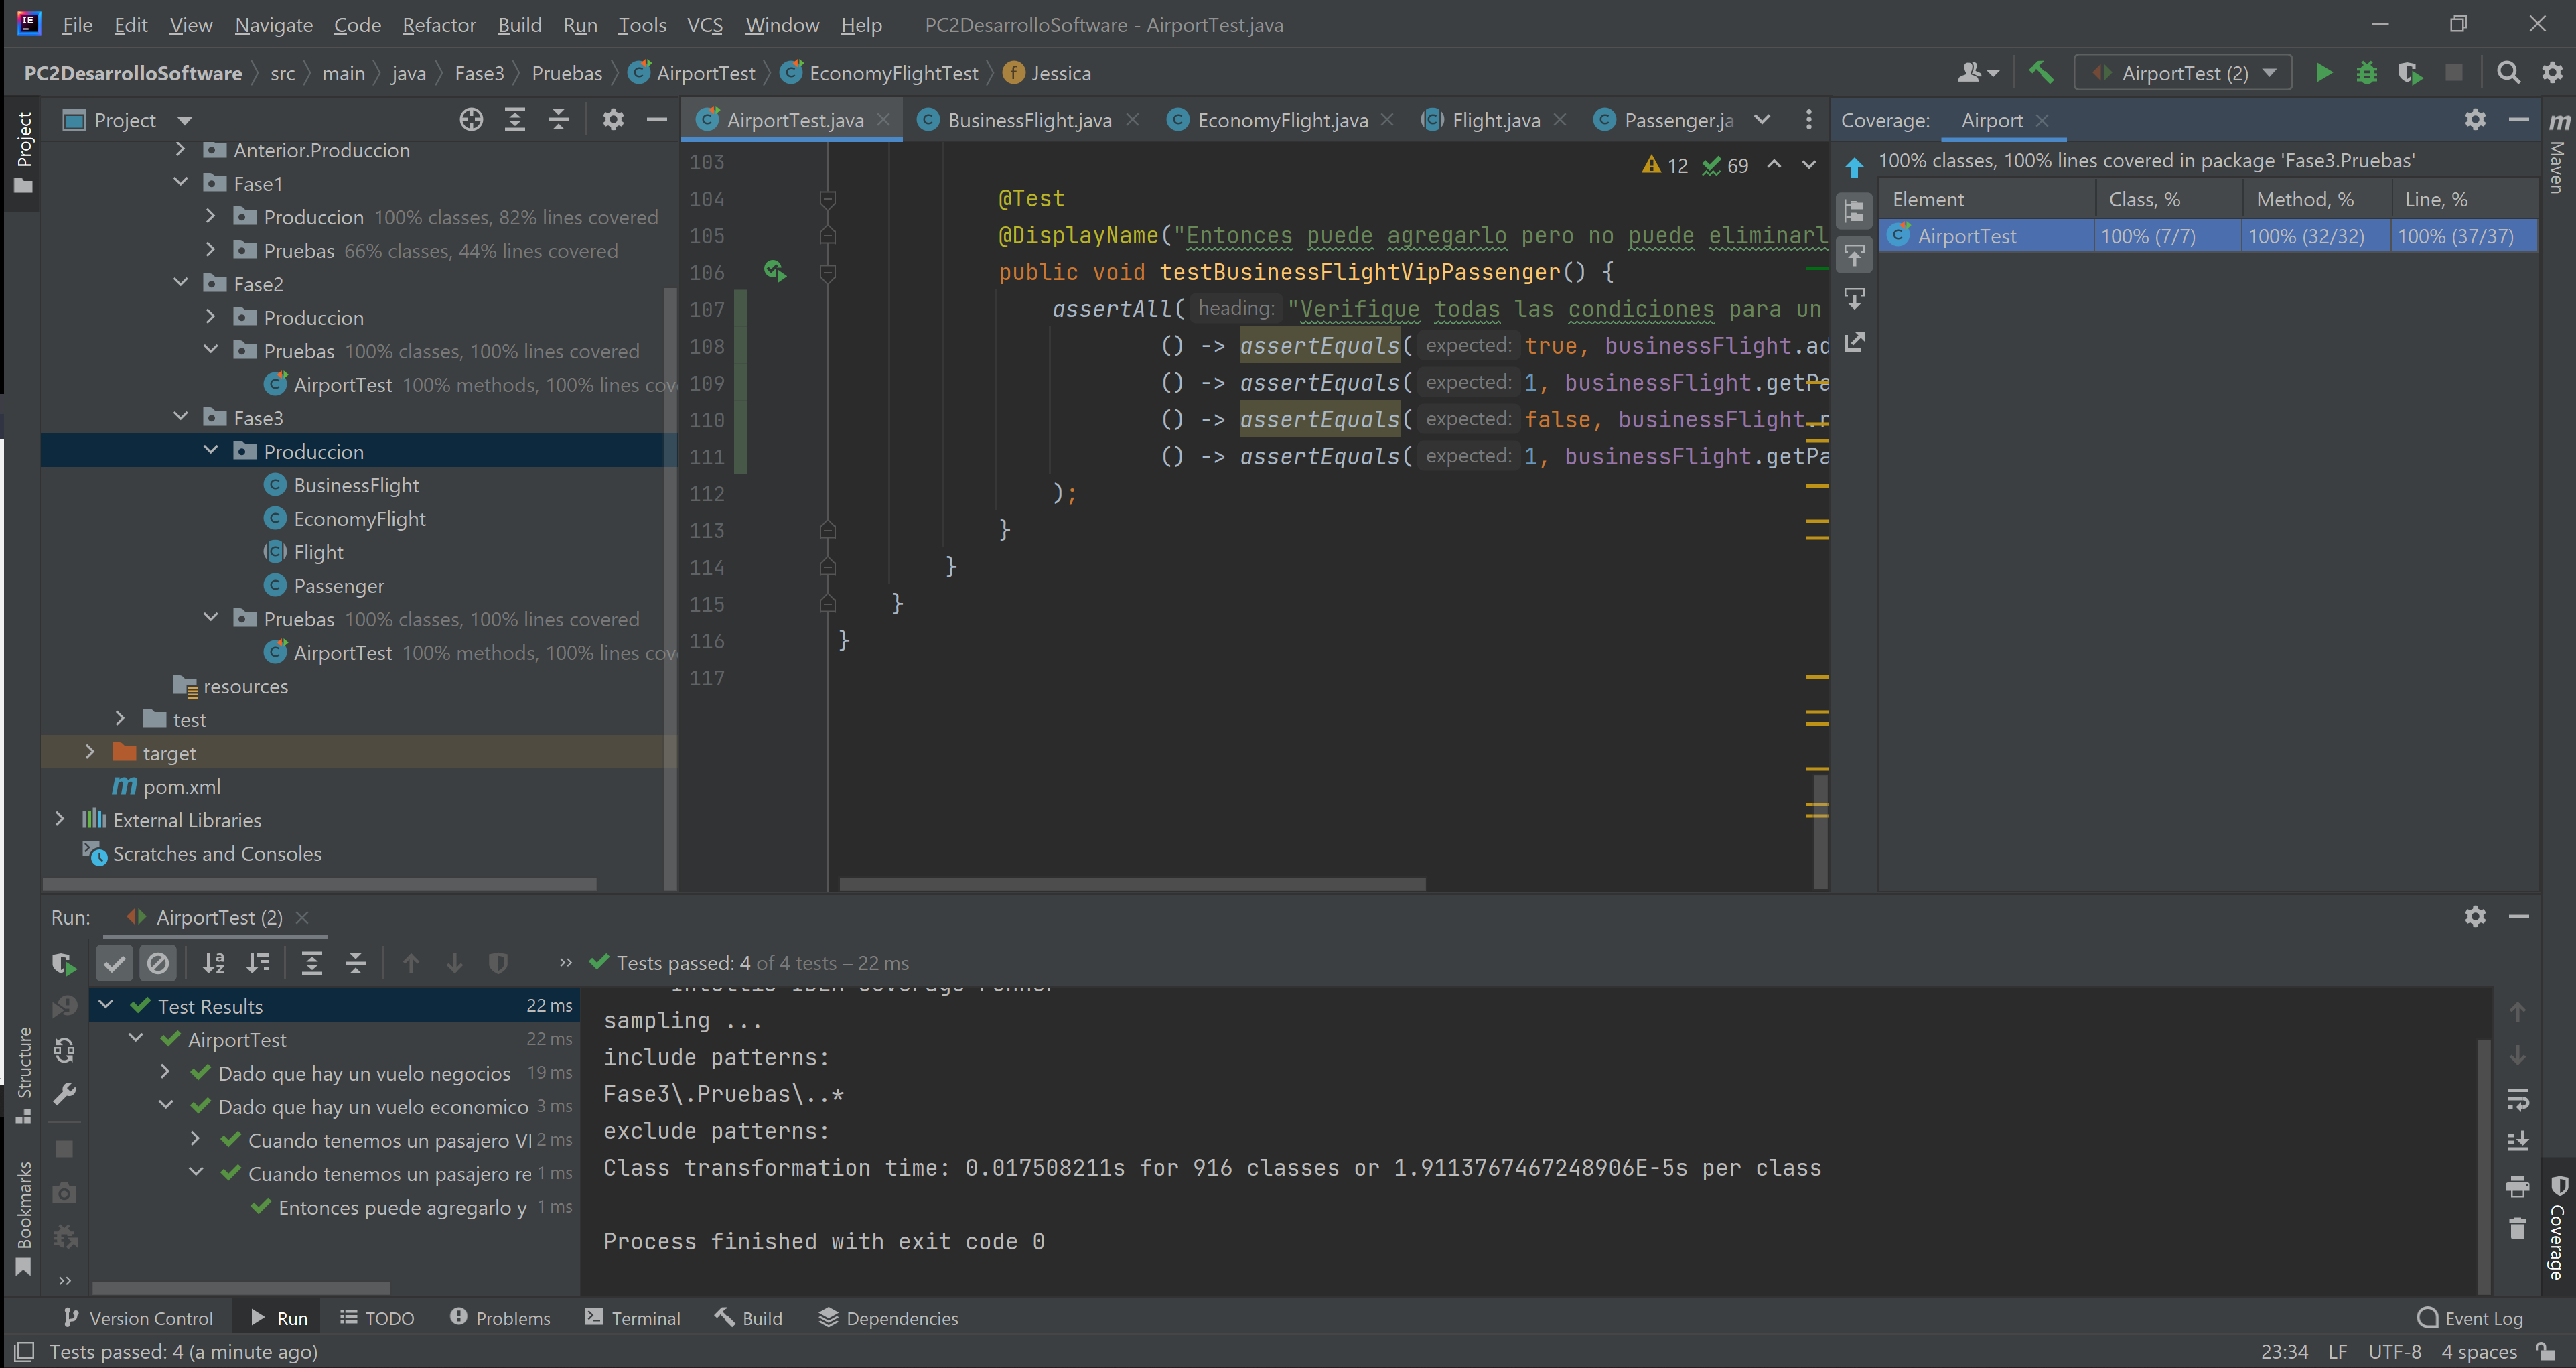 File Edit View Navigate Code Refactor Build Run Tools VCS Window Help PC2DesarrolloSoftware - AirportTest.java
PC2DesarrolloSoftware src main java Fase3 Pruebas AirportTest EconomyFlightTest Jessica AirportTest (2)
Project
Project
AirportTest.java BusinessFlight.java EconomyFlight.java Flight.java Passenger.ja
Coverage: Airport
Maven
Anterior.Produccion
Fase1
Produccion 100% classes, 82% lines covered
Pruebas 66% classes, 44% lines covered
Fase2
Produccion
Pruebas 100% classes, 100% lines covered
AirportTest 100% methods, 100% lines cov
Fase3
Produccion
BusinessFlight
EconomyFlight
Flight
Passenger
Pruebas 100% classes, 100% lines covered
AirportTest 100% methods, 100% lines cov
resources
test
target
pom.xml
External Libraries
Scratches and Consoles
12 69
103
104 @Test
105 @DisplayName("Entonces puede agregarlo pero no puede eliminarl
106 public void testBusinessFlightVipPassenger() {
107 assertAll( heading: "Verifique todas las condiciones para un
108 () -> assertEquals( expected: true, businessFlight.ad
109 () -> assertEquals( expected: 1, businessFlight.getPa
110 () -> assertEquals( expected: false, businessFlight.r
111 () -> assertEquals( expected: 1, businessFlight.getPa
112 );
113 }
114 }
115 }
116 }
117
100% classes, 100% lines covered in package 'Fase3.Pruebas'
Element Class, % Method, % Line, %
AirportTest 100% (7/7) 100% (32/32) 100% (37/37)
Run: AirportTest (2)
Tests passed: 4 of 4 tests – 22 ms
Test Results 22 ms
AirportTest 22 ms
Dado que hay un vuelo negocios 19 ms
Dado que hay un vuelo economico 3 ms
Cuando tenemos un pasajero VI 2 ms
Cuando tenemos un pasajero re 1 ms
Entonces puede agregarlo y 1 ms
IntelliJ IDEA coverage runner
sampling ...
include patterns:
Fase3\.Pruebas\..*
exclude patterns:
Class transformation time: 0.017508211s for 916 classes or 1.9113767467248906E-5s per class
Process finished with exit code 0
Structure
Bookmarks
Coverage
Version Control Run TODO Problems Terminal Build Dependencies Event Log
Tests passed: 4 (a minute ago) 23:34 LF UTF-8 4 spaces